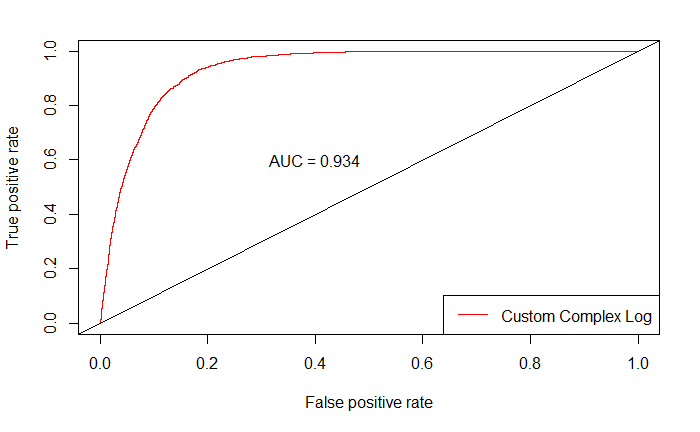 True positive rate
1.0
0.8
0.6
0.4
0.2
0.0
AUC = 0.934
Custom Complex Log
0.0 0.2 0.4 0.6 0.8 1.0
False positive rate